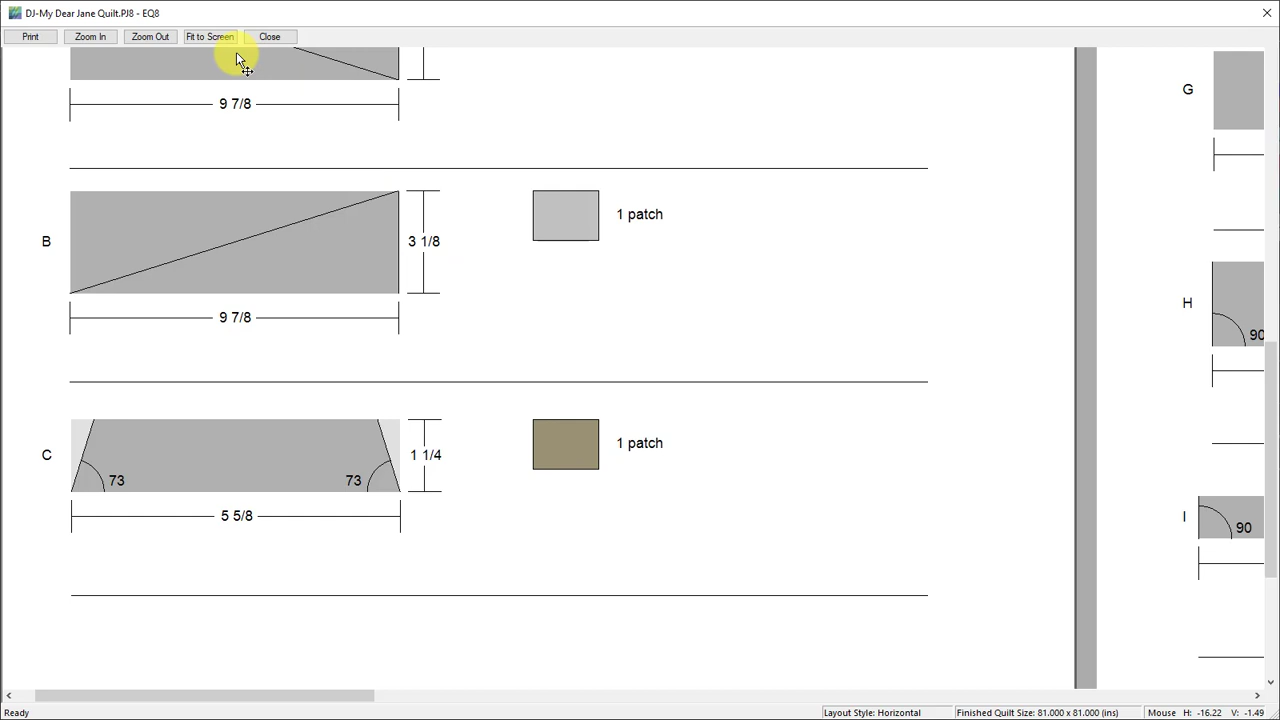 DJ-My Dear Jane Quilt.PJ8 - EQ8
Print Zoom In Zoom Out Fit to Screen Close
9 7/8
G
B
3 1/8
1 patch
9 7/8
H
90
C
73
73
1 1/4
1 patch
5 5/8
I
90
Ready
Layout Style: Horizontal
Finished Quilt Size: 81.000 x 81.000 (ins)
Mouse H: -16.22 V: -1.49